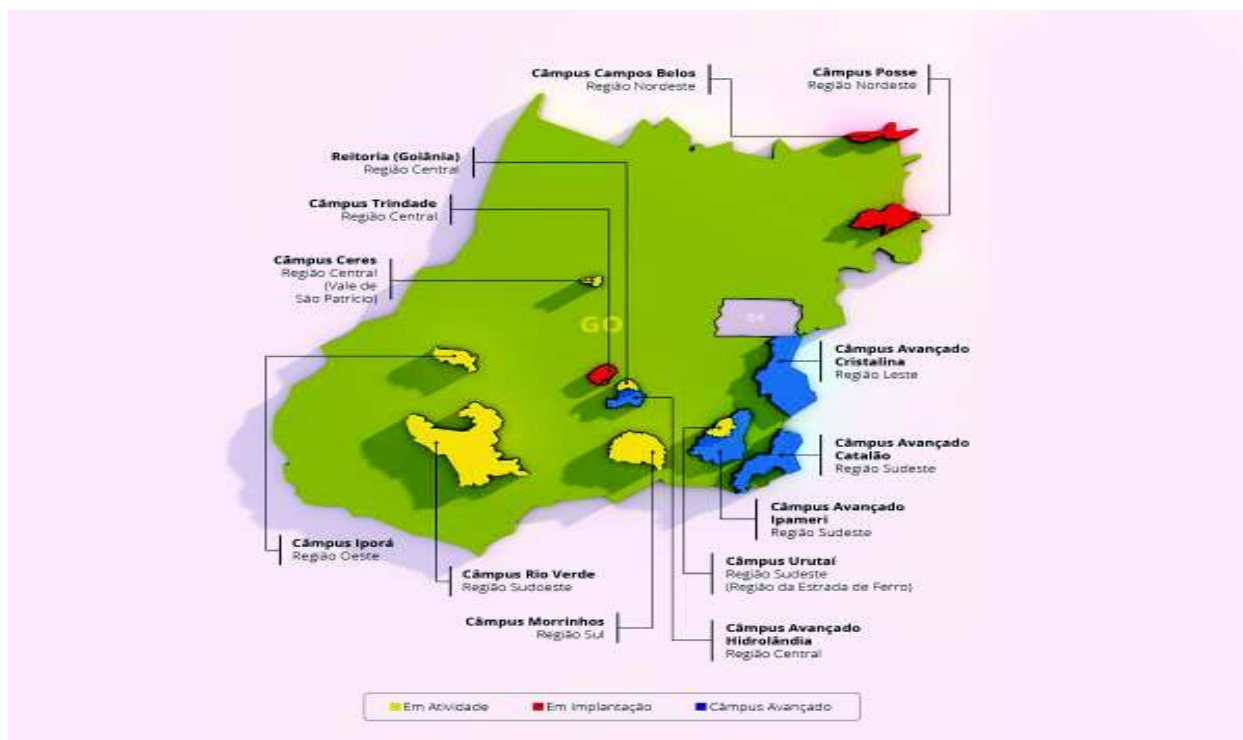 Câmpus Campos Belos
Região Nordeste
Câmpus Posse
Região Nordeste
Reitoria (Goiânia)
Região Central
Câmpus Trindade
Região Central
Câmpus Ceres
Região Central
(Vale de
São Patrício)
GO
Câmpus Avançado
Cristalina
Região Leste
Câmpus Avançado
Catalão
Região Sudeste
Câmpus Avançado
Ipameri
Região Sudeste
Câmpus Iporá
Região Oeste
Câmpus Urutaí
Região Sudeste
(Região da Estrada de Ferro)
Câmpus Rio Verde
Região Sudoeste
Câmpus Morrinhos
Região Sul
Câmpus Avançado
Hidrolândia
Região Central
Em Atividade
Em Implantação
Câmpus Avançado